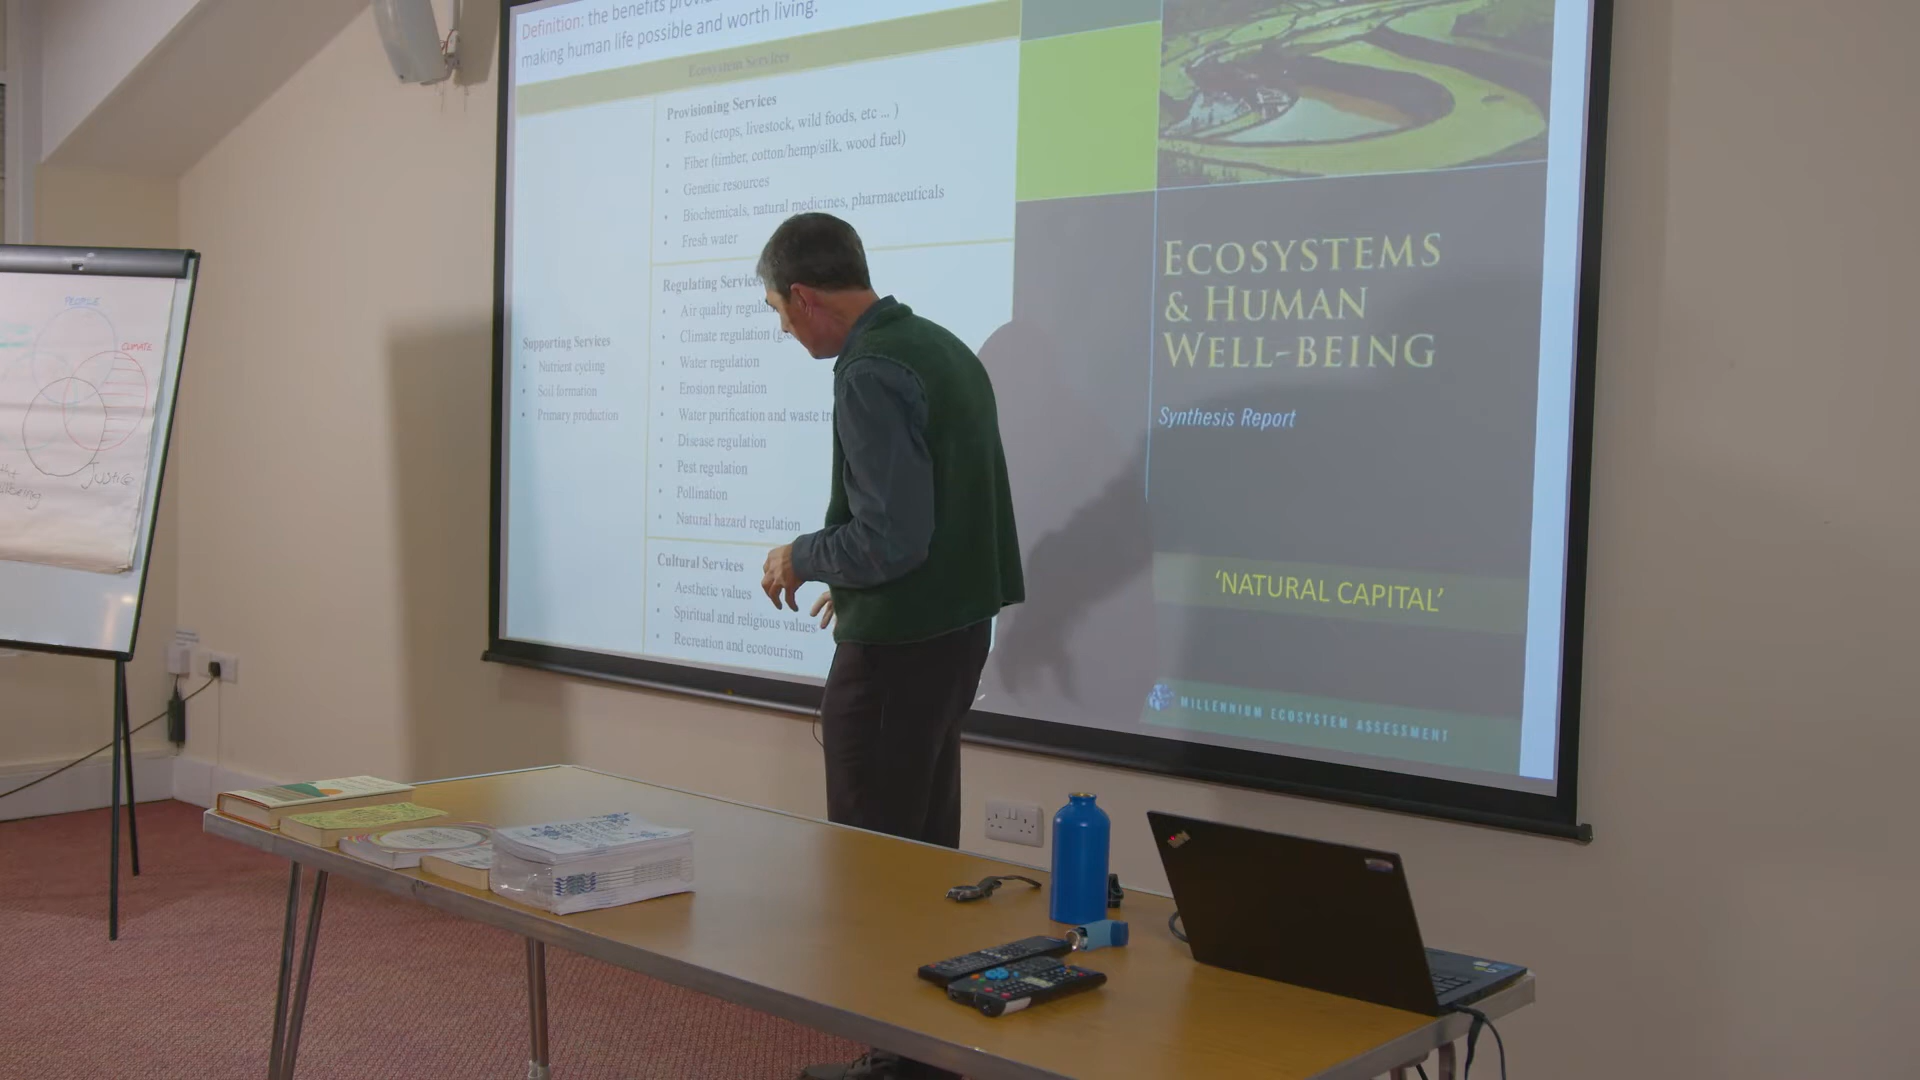 Definition: the benefits
making human life possible and worth living.
Ecosystem Services
Provisioning Services
• Food (crops, livestock, wild foods, etc ... )
• Fiber (timber, cotton/hemp/silk, wood fuel)
• Genetic resources
• Biochemicals, natural medicines, pharmaceuticals
• Fresh water
Regulating Services
• Air quality
• Climate regulation
• Water regulation
• Erosion regulation
• Water purification and waste
• Disease regulation
• Pest regulation
• Pollination
• Natural hazard regulation
Supporting Services
• Nutrient cycling
• Soil formation
• Primary production
Cultural Services
• Aesthetic values
• Spiritual and religious values
• Recreation and ecotourism
ECOSYSTEMS
& HUMAN
WELL-BEING
Synthesis Report
'NATURAL CAPITAL'
MILLENNIUM ECOSYSTEM ASSESSMENT
PEOPLE
CLIMATE
Justice